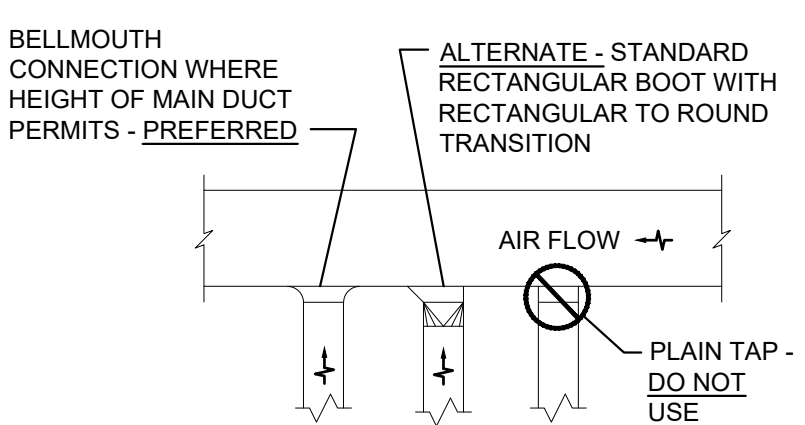 BELLMOUTH
CONNECTION WHERE
HEIGHT OF MAIN DUCT
PERMITS - PREFERRED
ALTERNATE - STANDARD
RECTANGULAR BOOT WITH
RECTANGULAR TO ROUND
TRANSITION
AIR FLOW
PLAIN TAP -
DO NOT
USE